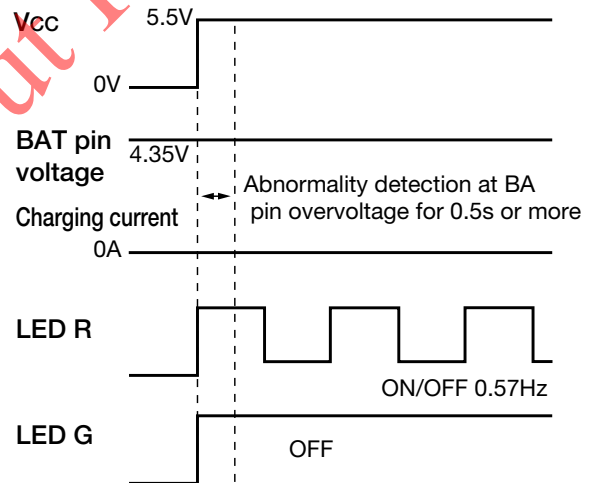 Vcc
5.5V
0V
BAT pin
voltage
4.35V
Abnormality detection at BA
pin overvoltage for 0.5s or more
Charging current
0A
LED R
ON/OFF 0.57Hz
LED G
OFF